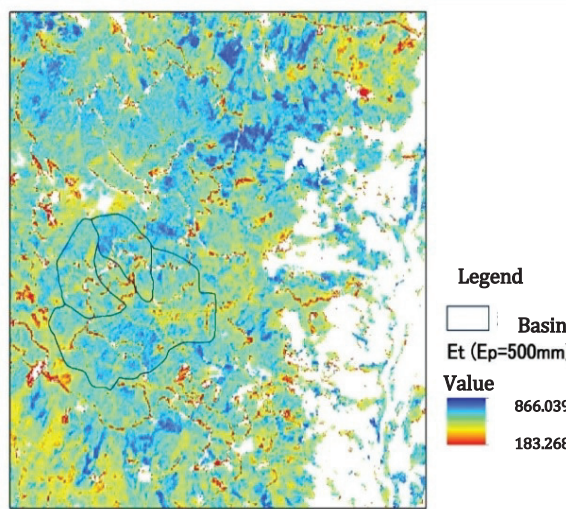 Legend
Basin
Et (Ep=500mm)
Value
866.039
183.268